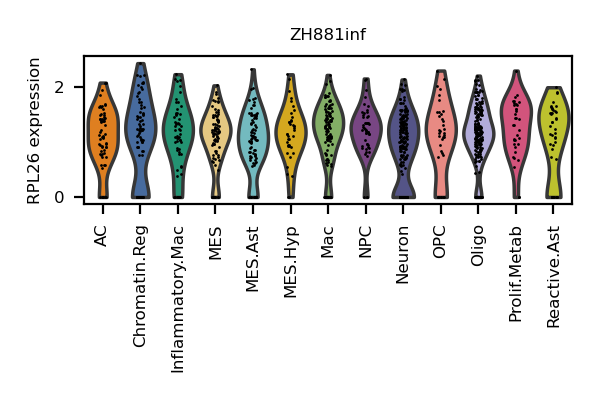 ZH881inf
RPL26 expression
2
0
AC
Chromatin.Reg
Inflammatory.Mac
MES
MES.Ast
MES.Hyp
Mac
NPC
Neuron
OPC
Oligo
Prolif.Metab
Reactive.Ast